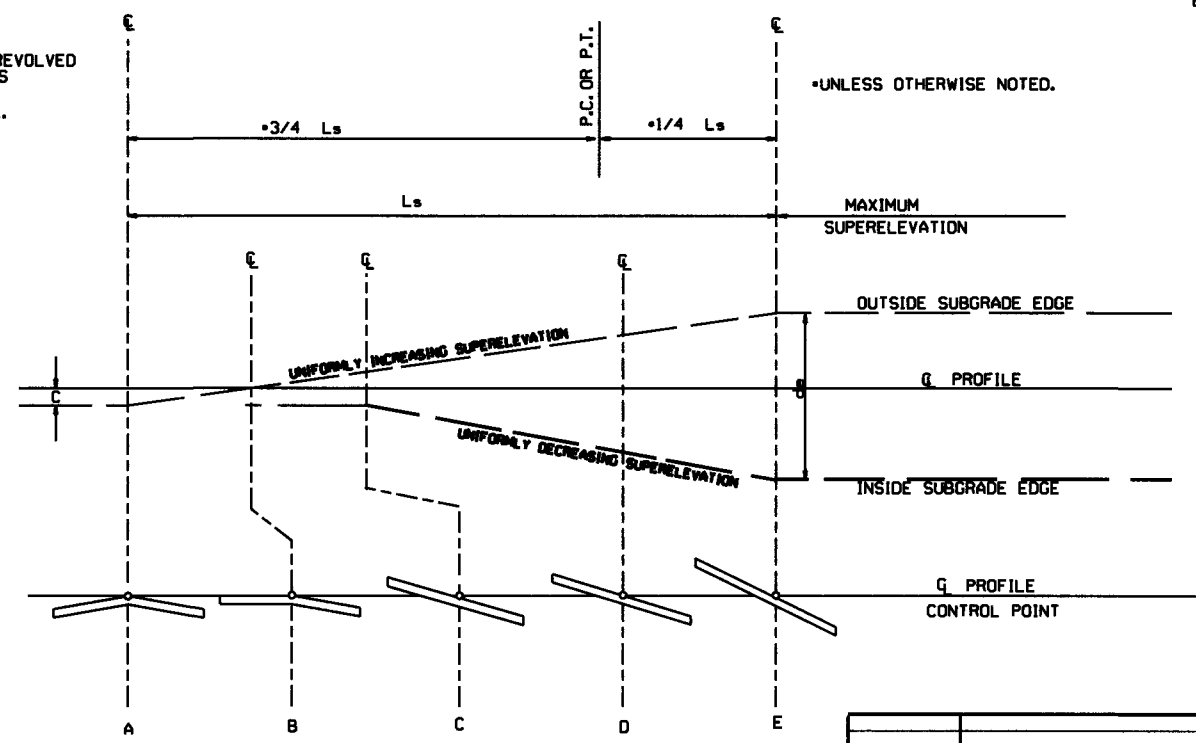 ℄
℄
REVOLVED
S
.
P.C. OR P.T.
*UNLESS OTHERWISE NOTED.
*3/4 Ls
*1/4 Ls
Ls
MAXIMUM
SUPERELEVATION
℄
℄
℄
OUTSIDE SUBGRADE EDGE
UNIFORMLY INCREASING SUPERELEVATION
℄ PROFILE
C
UNIFORMLY DECREASING SUPERELEVATION
INSIDE SUBGRADE EDGE
℄ PROFILE
CONTROL POINT
A
B
C
D
E